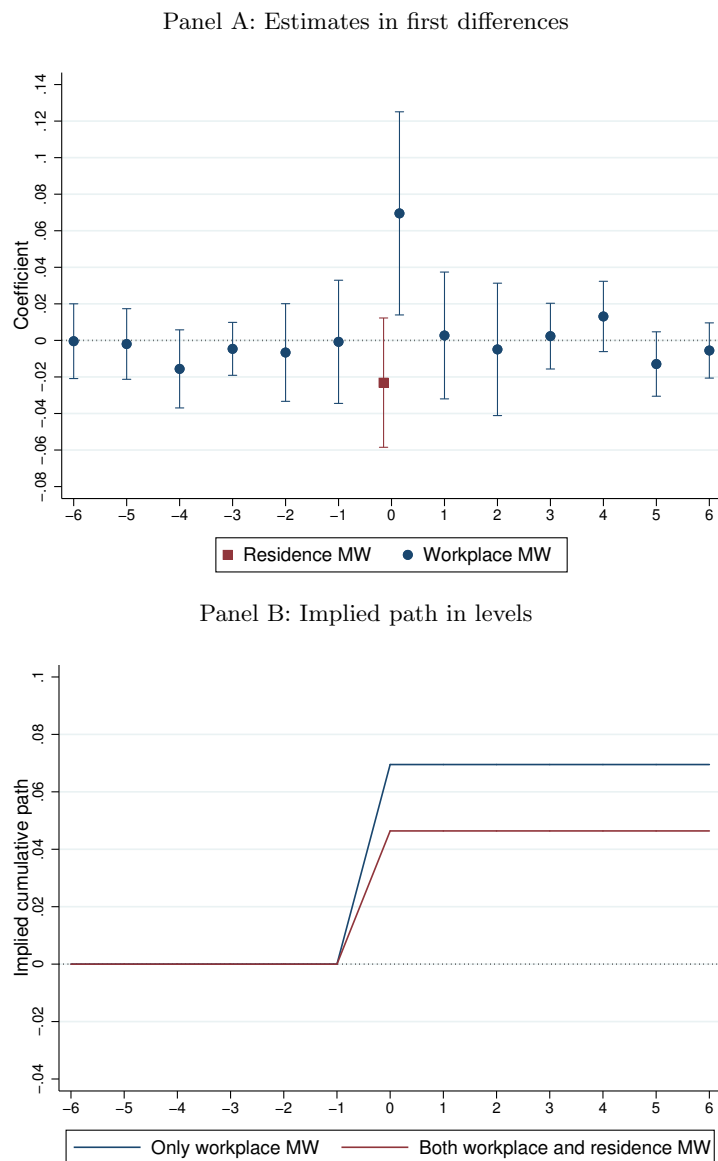 Panel A: Estimates in first differences
Coefficient
.14
.12
.1
.08
.06
.04
.02
0
-.02
-.04
-.06
-.08
−6 −5 −4 −3 −2 −1 0 1 2 3 4 5 6
Residence MW Workplace MW
Panel B: Implied path in levels
Implied cumulative path
.1
.08
.06
.04
.02
0
-.02
-.04
−6 −5 −4 −3 −2 −1 0 1 2 3 4 5 6
Only workplace MW Both workplace and residence MW